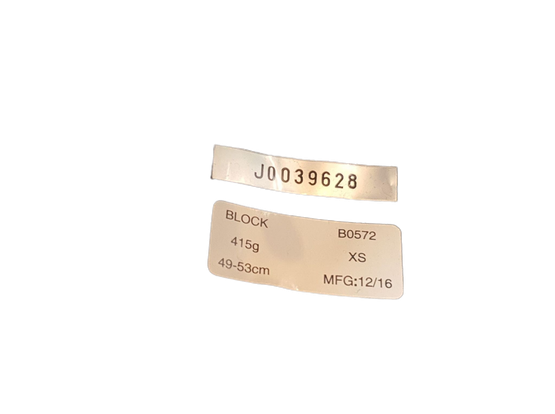 J0039628
BLOCK
415g
49-53cm
B0572
XS
MFG:12/16